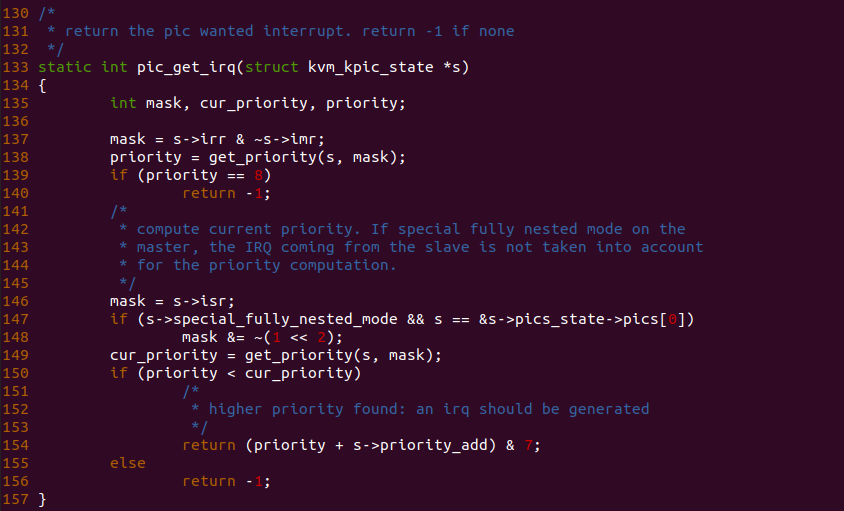 130 /*
131  * return the pic wanted interrupt. return -1 if none
132  */
133 static int pic_get_irq(struct kvm_kpic_state *s)
134 {
135         int mask, cur_priority, priority;
136
137         mask = s->irr & ~s->imr;
138         priority = get_priority(s, mask);
139         if (priority == 8)
140                 return -1;
141         /*
142          * compute current priority. If special fully nested mode on the
143          * master, the IRQ coming from the slave is not taken into account
144          * for the priority computation.
145          */
146         mask = s->isr;
147         if (s->special_fully_nested_mode && s == &s->pics_state->pics[0])
148                 mask &= ~(1 << 2);
149         cur_priority = get_priority(s, mask);
150         if (priority < cur_priority)
151                 /*
152                  * higher priority found: an irq should be generated
153                  */
154                 return (priority + s->priority_add) & 7;
155         else
156                 return -1;
157 }